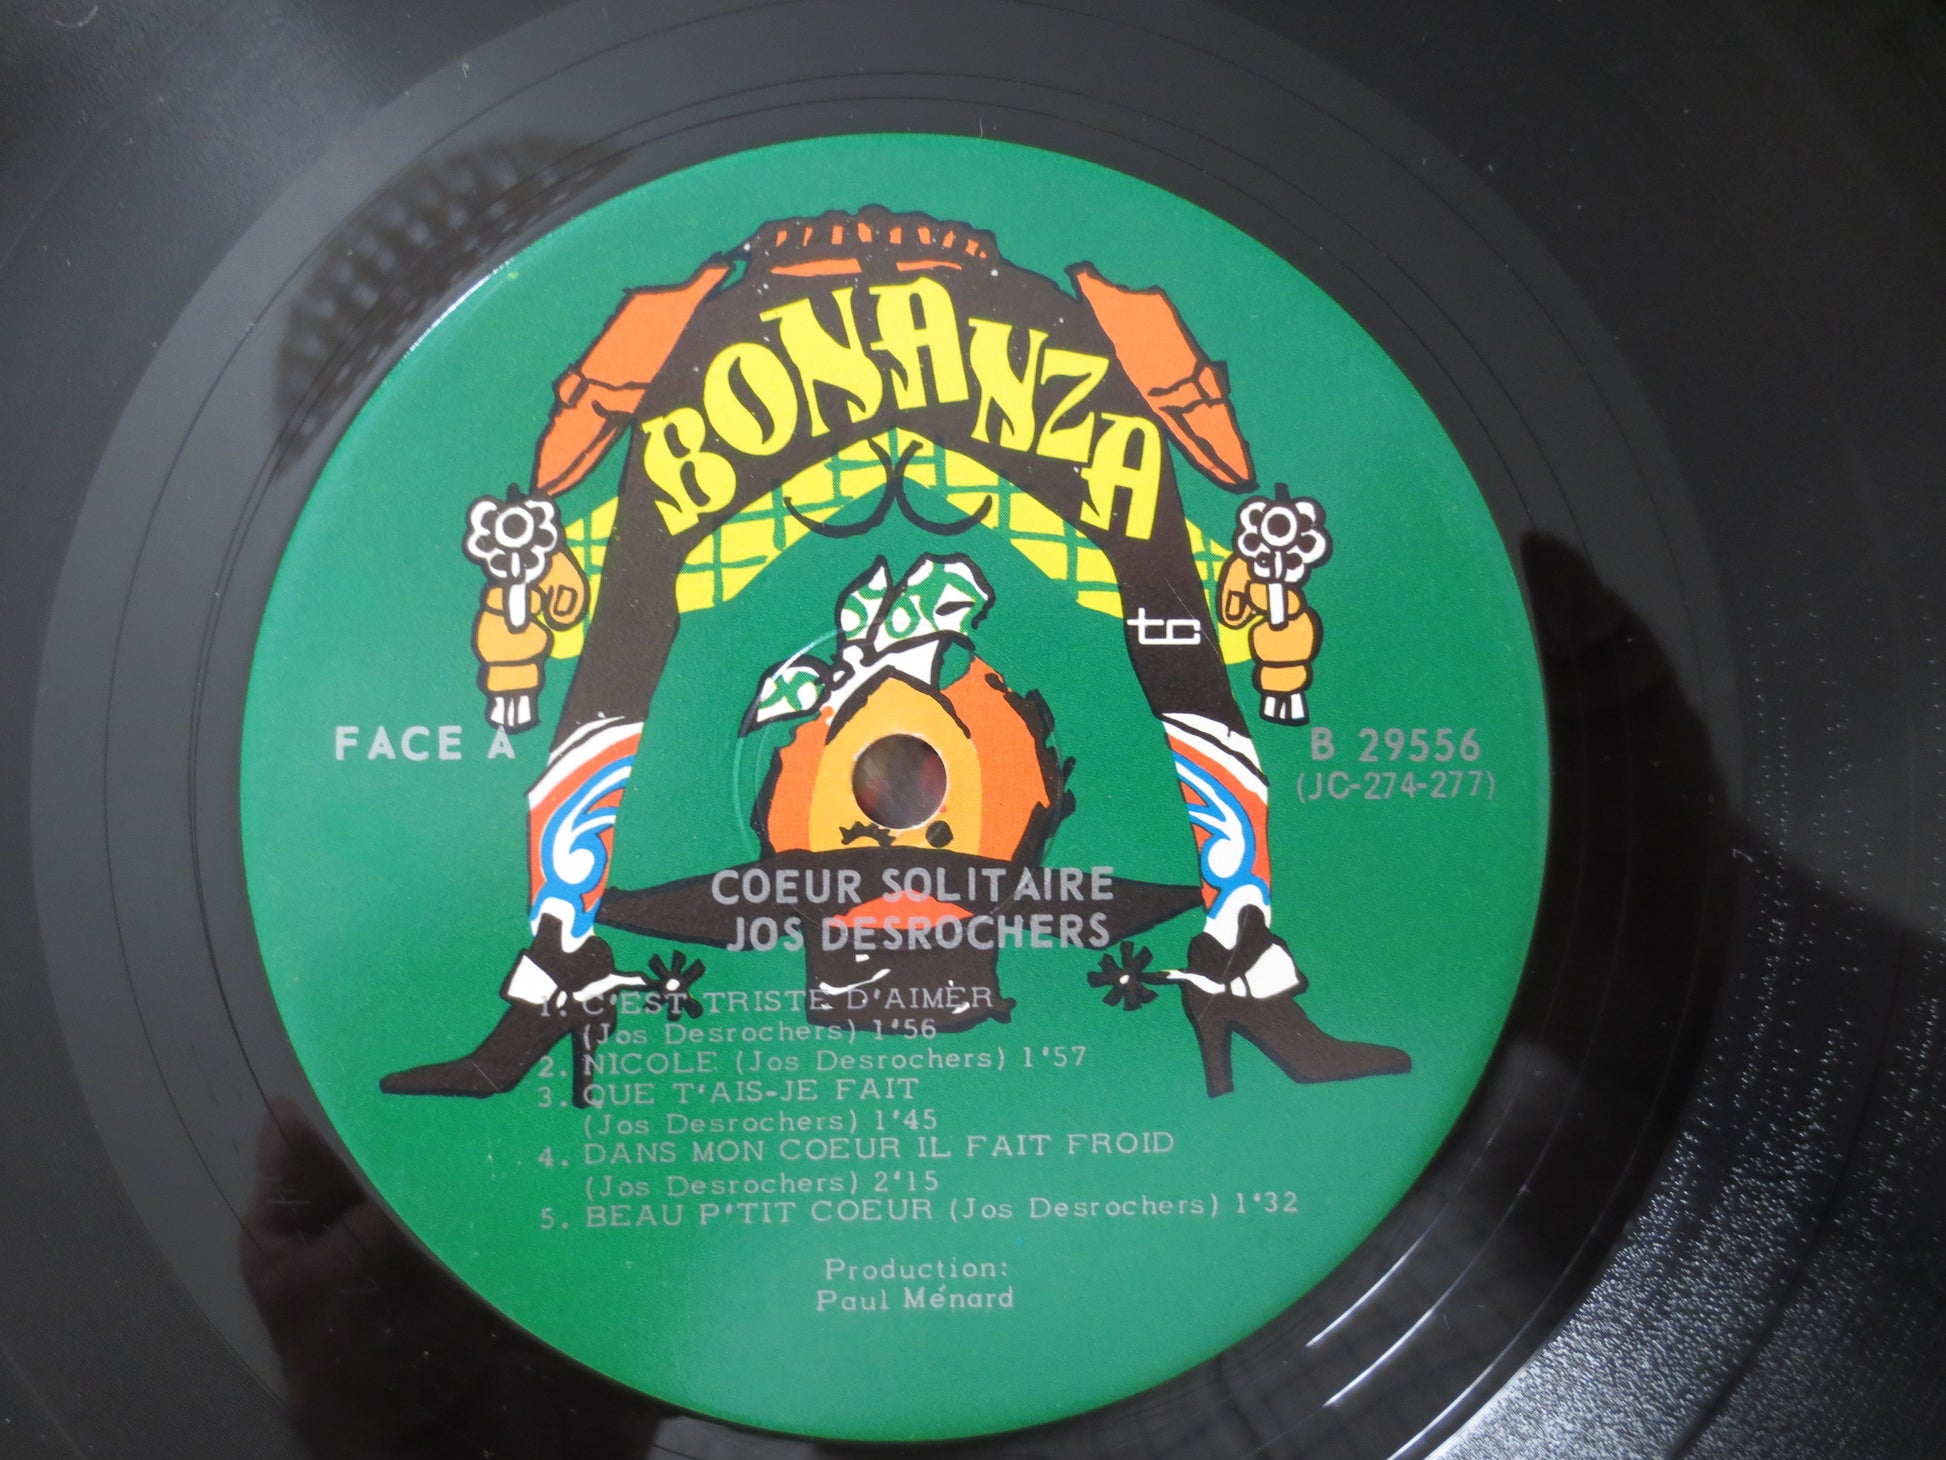 BONANZA
tc
FACE A
B 29556
(JC-274-277)
COEUR SOLITAIRE
JOS DESROCHERS
1. C'EST TRISTE D'AIMER
(Jos Desrochers) 1'56
2. NICOLE (Jos Desrochers) 1'57
3. QUE T'AIS-JE FAIT
(Jos Desrochers) 1'45
4. DANS MON COEUR IL FAIT FROID
(Jos Desrochers) 2'15
5. BEAU P'TIT COEUR (Jos Desrochers) 1'32
Production:
Paul Ménard